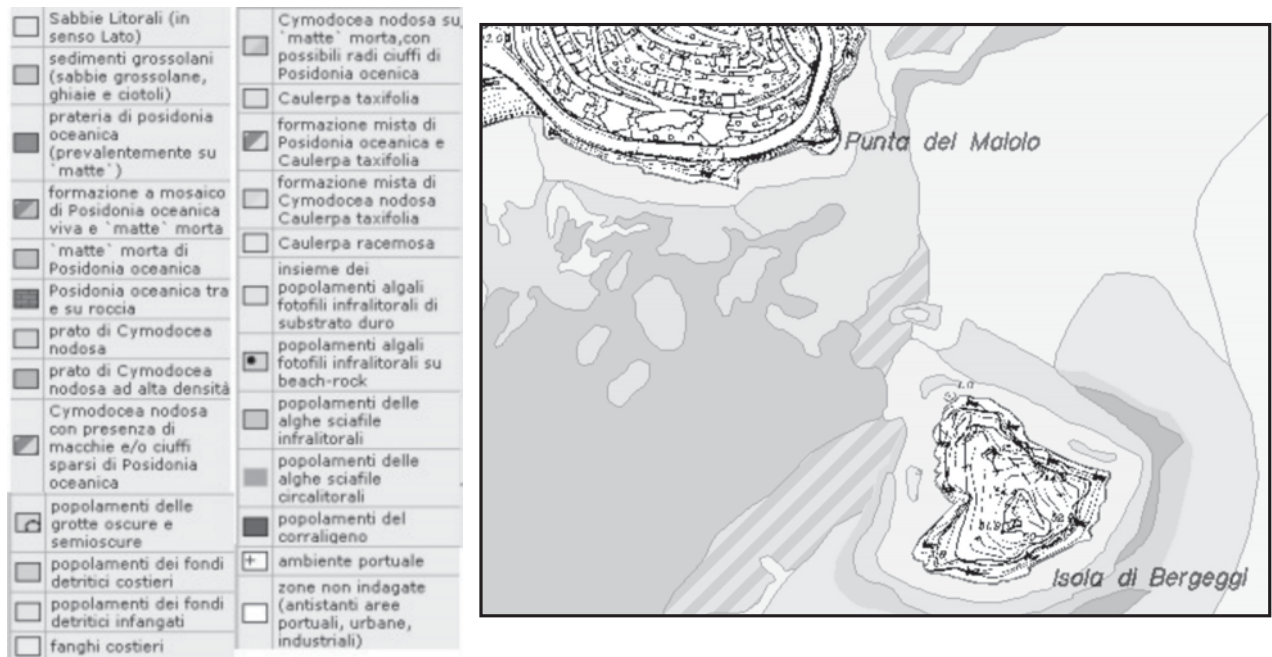 Sabbie Litorali (in
senso Lato)
sedimenti grossolani
(sabbie grossolane,
ghiaie e ciotoli)
prateria di posidonia
oceanica
(prevalentemente su
`matte`)
formazione a mosaico
di Posidonia oceanica
viva e `matte` morta
`matte` morta di
Posidonia oceanica
Posidonia oceanica tra
e su roccia
prato di Cymodocea
nodosa
prato di Cymodocea
nodosa ad alta densità
Cymodocea nodosa
con presenza di
macchie e/o ciuffi
sparsi di Posidonia
oceanica
popolamenti delle
grotte oscure e
semioscure
popolamenti dei fondi
detritici costieri
popolamenti dei fondi
detritici infangati
fanghi costieri
Cymodocea nodosa su
`matte` morta,con
possibili radi ciuffi di
Posidonia ocenica
Caulerpa taxifolia
formazione mista di
Posidonia oceanica e
Caulerpa taxifolia
formazione mista di
Cymodocea nodosa
Caulerpa taxifolia
Caulerpa racemosa
insieme dei
popolamenti algali
fotofili infralitorali di
substrato duro
popolamenti algali
fotofili infralitorali su
beach-rock
popolamenti delle
alghe sciafile
infralitorali
popolamenti delle
alghe sciafile
circalitorali
popolamenti del
corraligeno
ambiente portuale
zone non indagate
(antistanti aree
portuali, urbane,
industriali)
Punta del Maiolo
Isola di Bergeggi